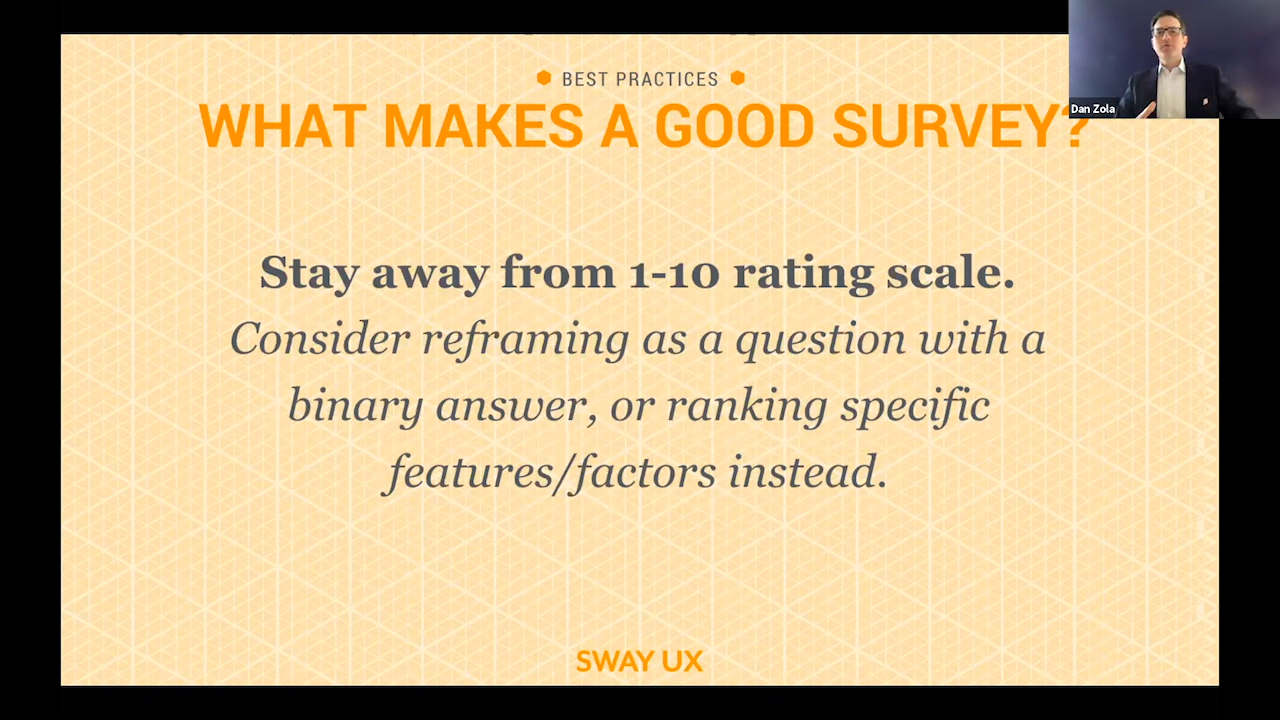 BEST PRACTICES
WHAT MAKES A GOOD SURVEY?
Dan Zola
Stay away from 1-10 rating scale.
Consider reframing as a question with a
binary answer, or ranking specific
features/factors instead.
SWAY UX